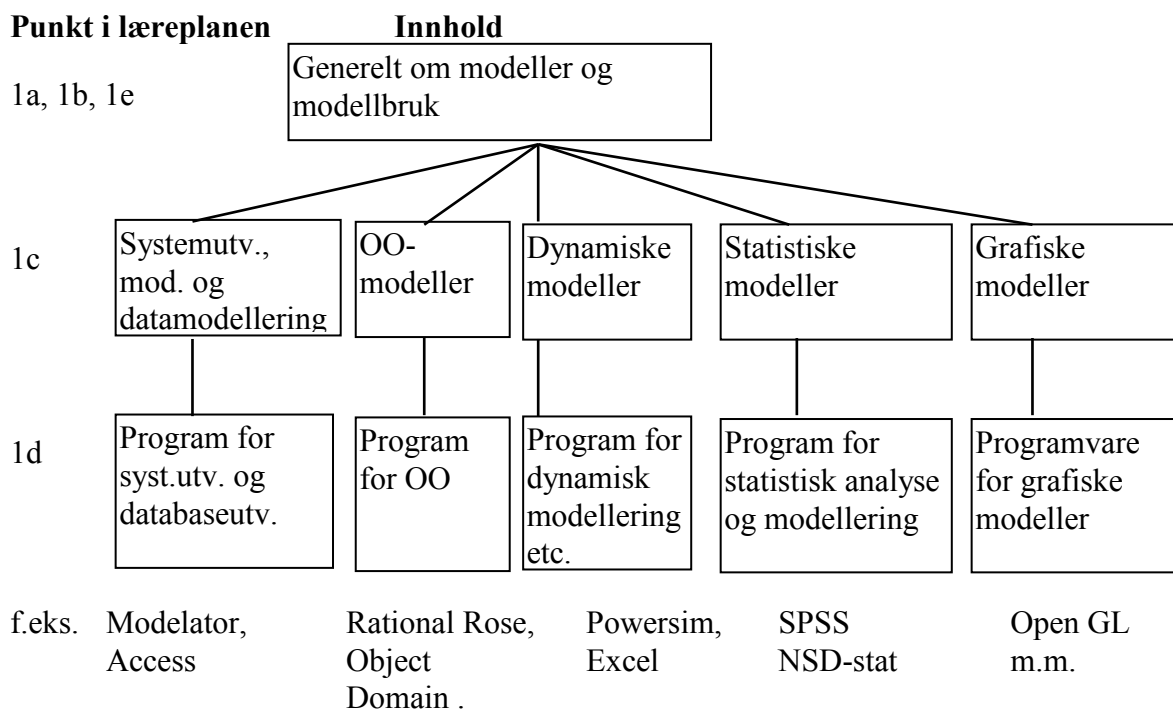 Punkt i læreplanen Innhold
1a, 1b, 1e
Generelt om modeller og
modellbruk
1c
Systemutv.,
mod. og
datamodellering
OO-
modeller
Dynamiske
modeller
Statistiske
modeller
Grafiske
modeller
1d
Program for
syst.utv. og
databaseutv.
Program
for OO
Program for
dynamisk
modellering
etc.
Program for
statistisk analyse
og modellering
Programvare
for grafiske
modeller
f.eks.
Modelator,
Access
Rational Rose,
Object
Domain .
Powersim,
Excel
SPSS
NSD-stat
Open GL
m.m.